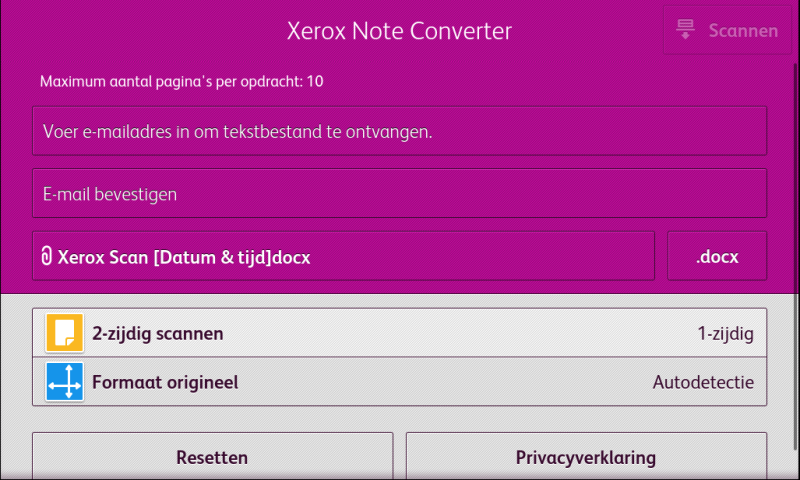 Xerox Note Converter
Scannen
Maximum aantal pagina's per opdracht: 10
Voer e-mailadres in om tekstbestand te ontvangen.
E-mail bevestigen
Xerox Scan [Datum & tijd]docx
.docx
2-zijdig scannen
1-zijdig
Formaat origineel
Autodetectie
Resetten
Privacyverklaring